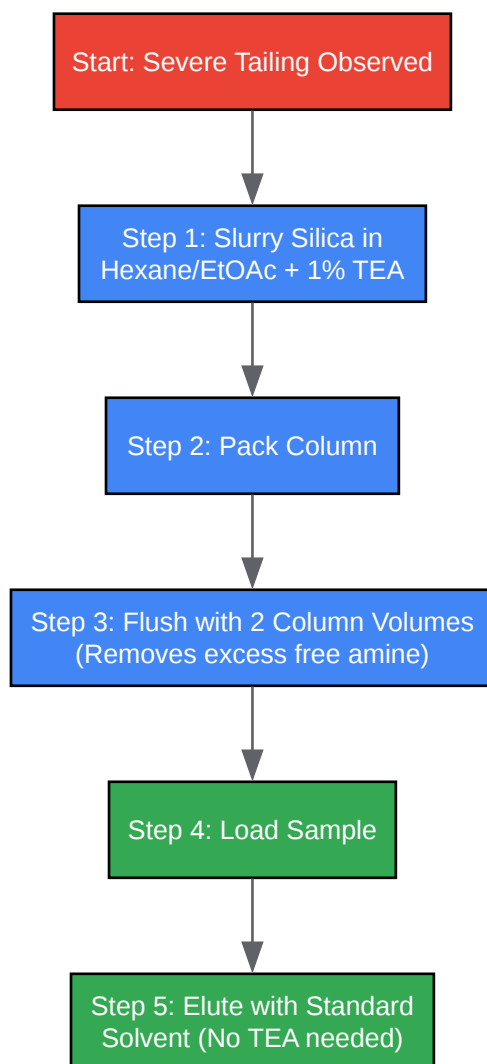 Start: Severe Tailing Observed
Step 1: Slurry Silica in
Hexane/EtOAc + 1% TEA
Step 2: Pack Column
Step 3: Flush with 2 Column Volumes
(Removes excess free amine)
Step 4: Load Sample
Step 5: Elute with Standard
Solvent (No TEA needed)